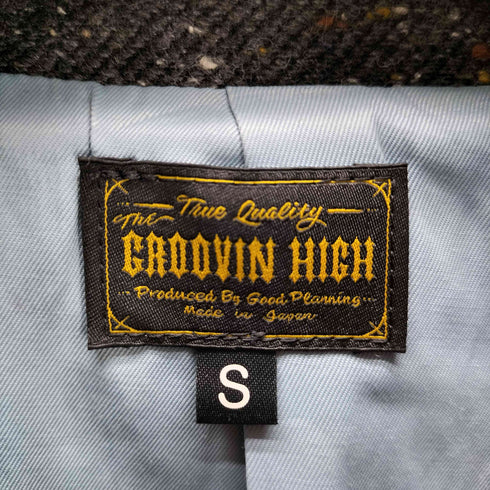 True Quality
The
GROOVIN HIGH
Produced By Good Planning
Made in Japan
S